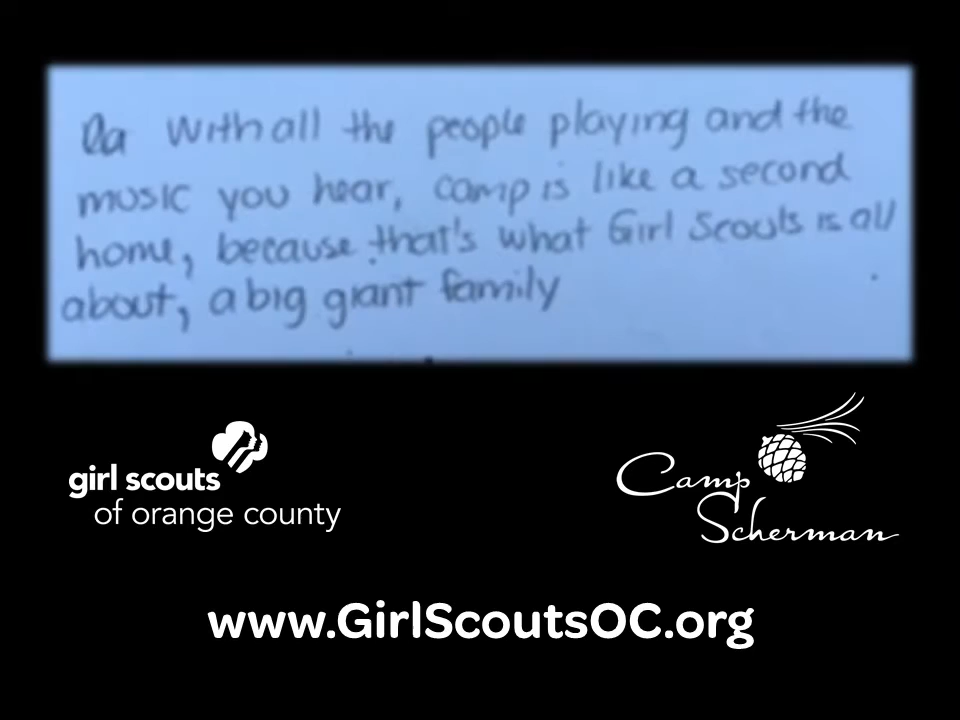 With all the people playing and the
music you hear, camp is like a second
home, because that's what Girl Scouts is all
about, a big giant family
girl scouts
of orange county
Camp
Scherman
www.GirlScoutsOC.org